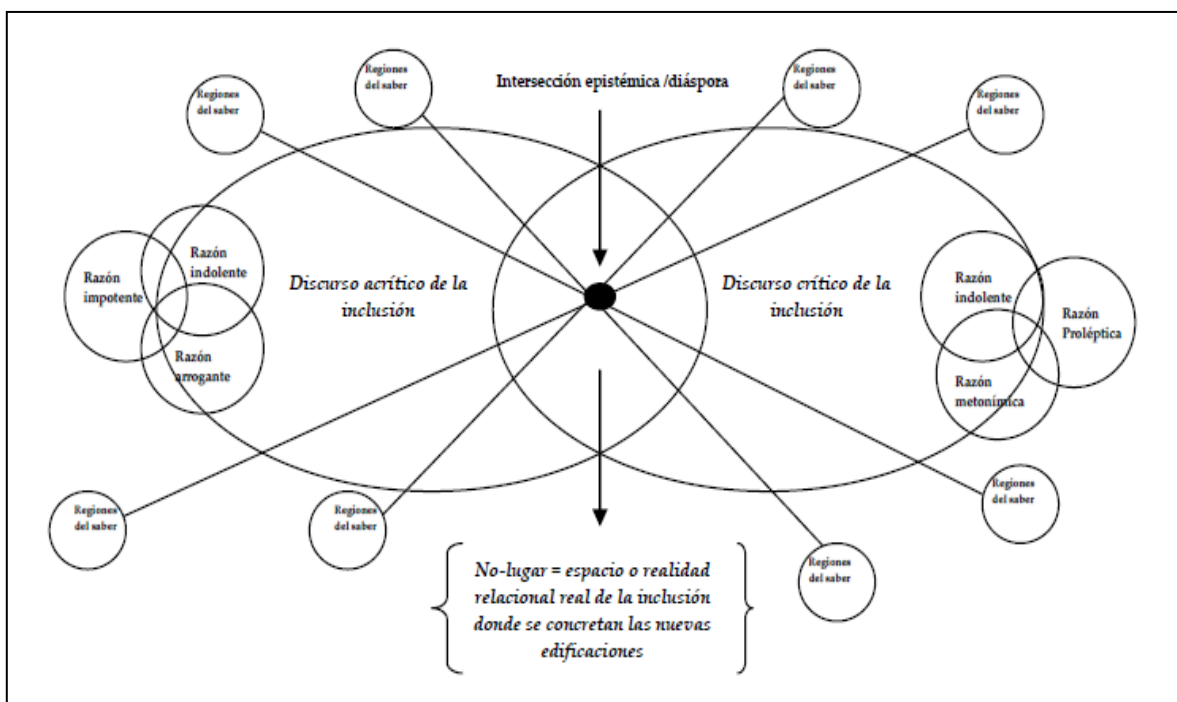 Regiones
del saber
Regiones
del saber
Intersección epistémica /diáspora
Regiones
del saber
Regiones
del saber
Razón
impotente
Razón
indolente
Razón
arrogante
Discurso acrítico de la
inclusión
Discurso crítico de la
inclusión
Razón
indolente
Razón
Proléptica
Razón
metonímica
Regiones
del saber
Regiones
del saber
Regiones
del saber
Regiones
del saber
No-lugar = espacio o realidad
relacional real de la inclusión
donde se concretan las nuevas
edificaciones